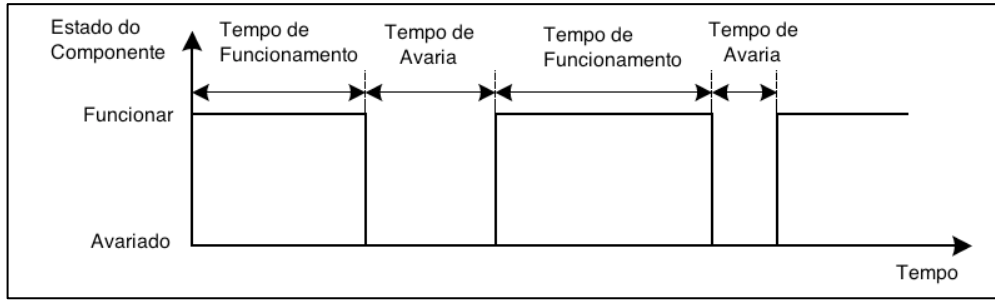 Estado do
Componente
Tempo de
Funcionamento
Tempo de
Avaria
Tempo de
Funcionamento
Tempo de
Avaria
Funcionar
Avariado
Tempo